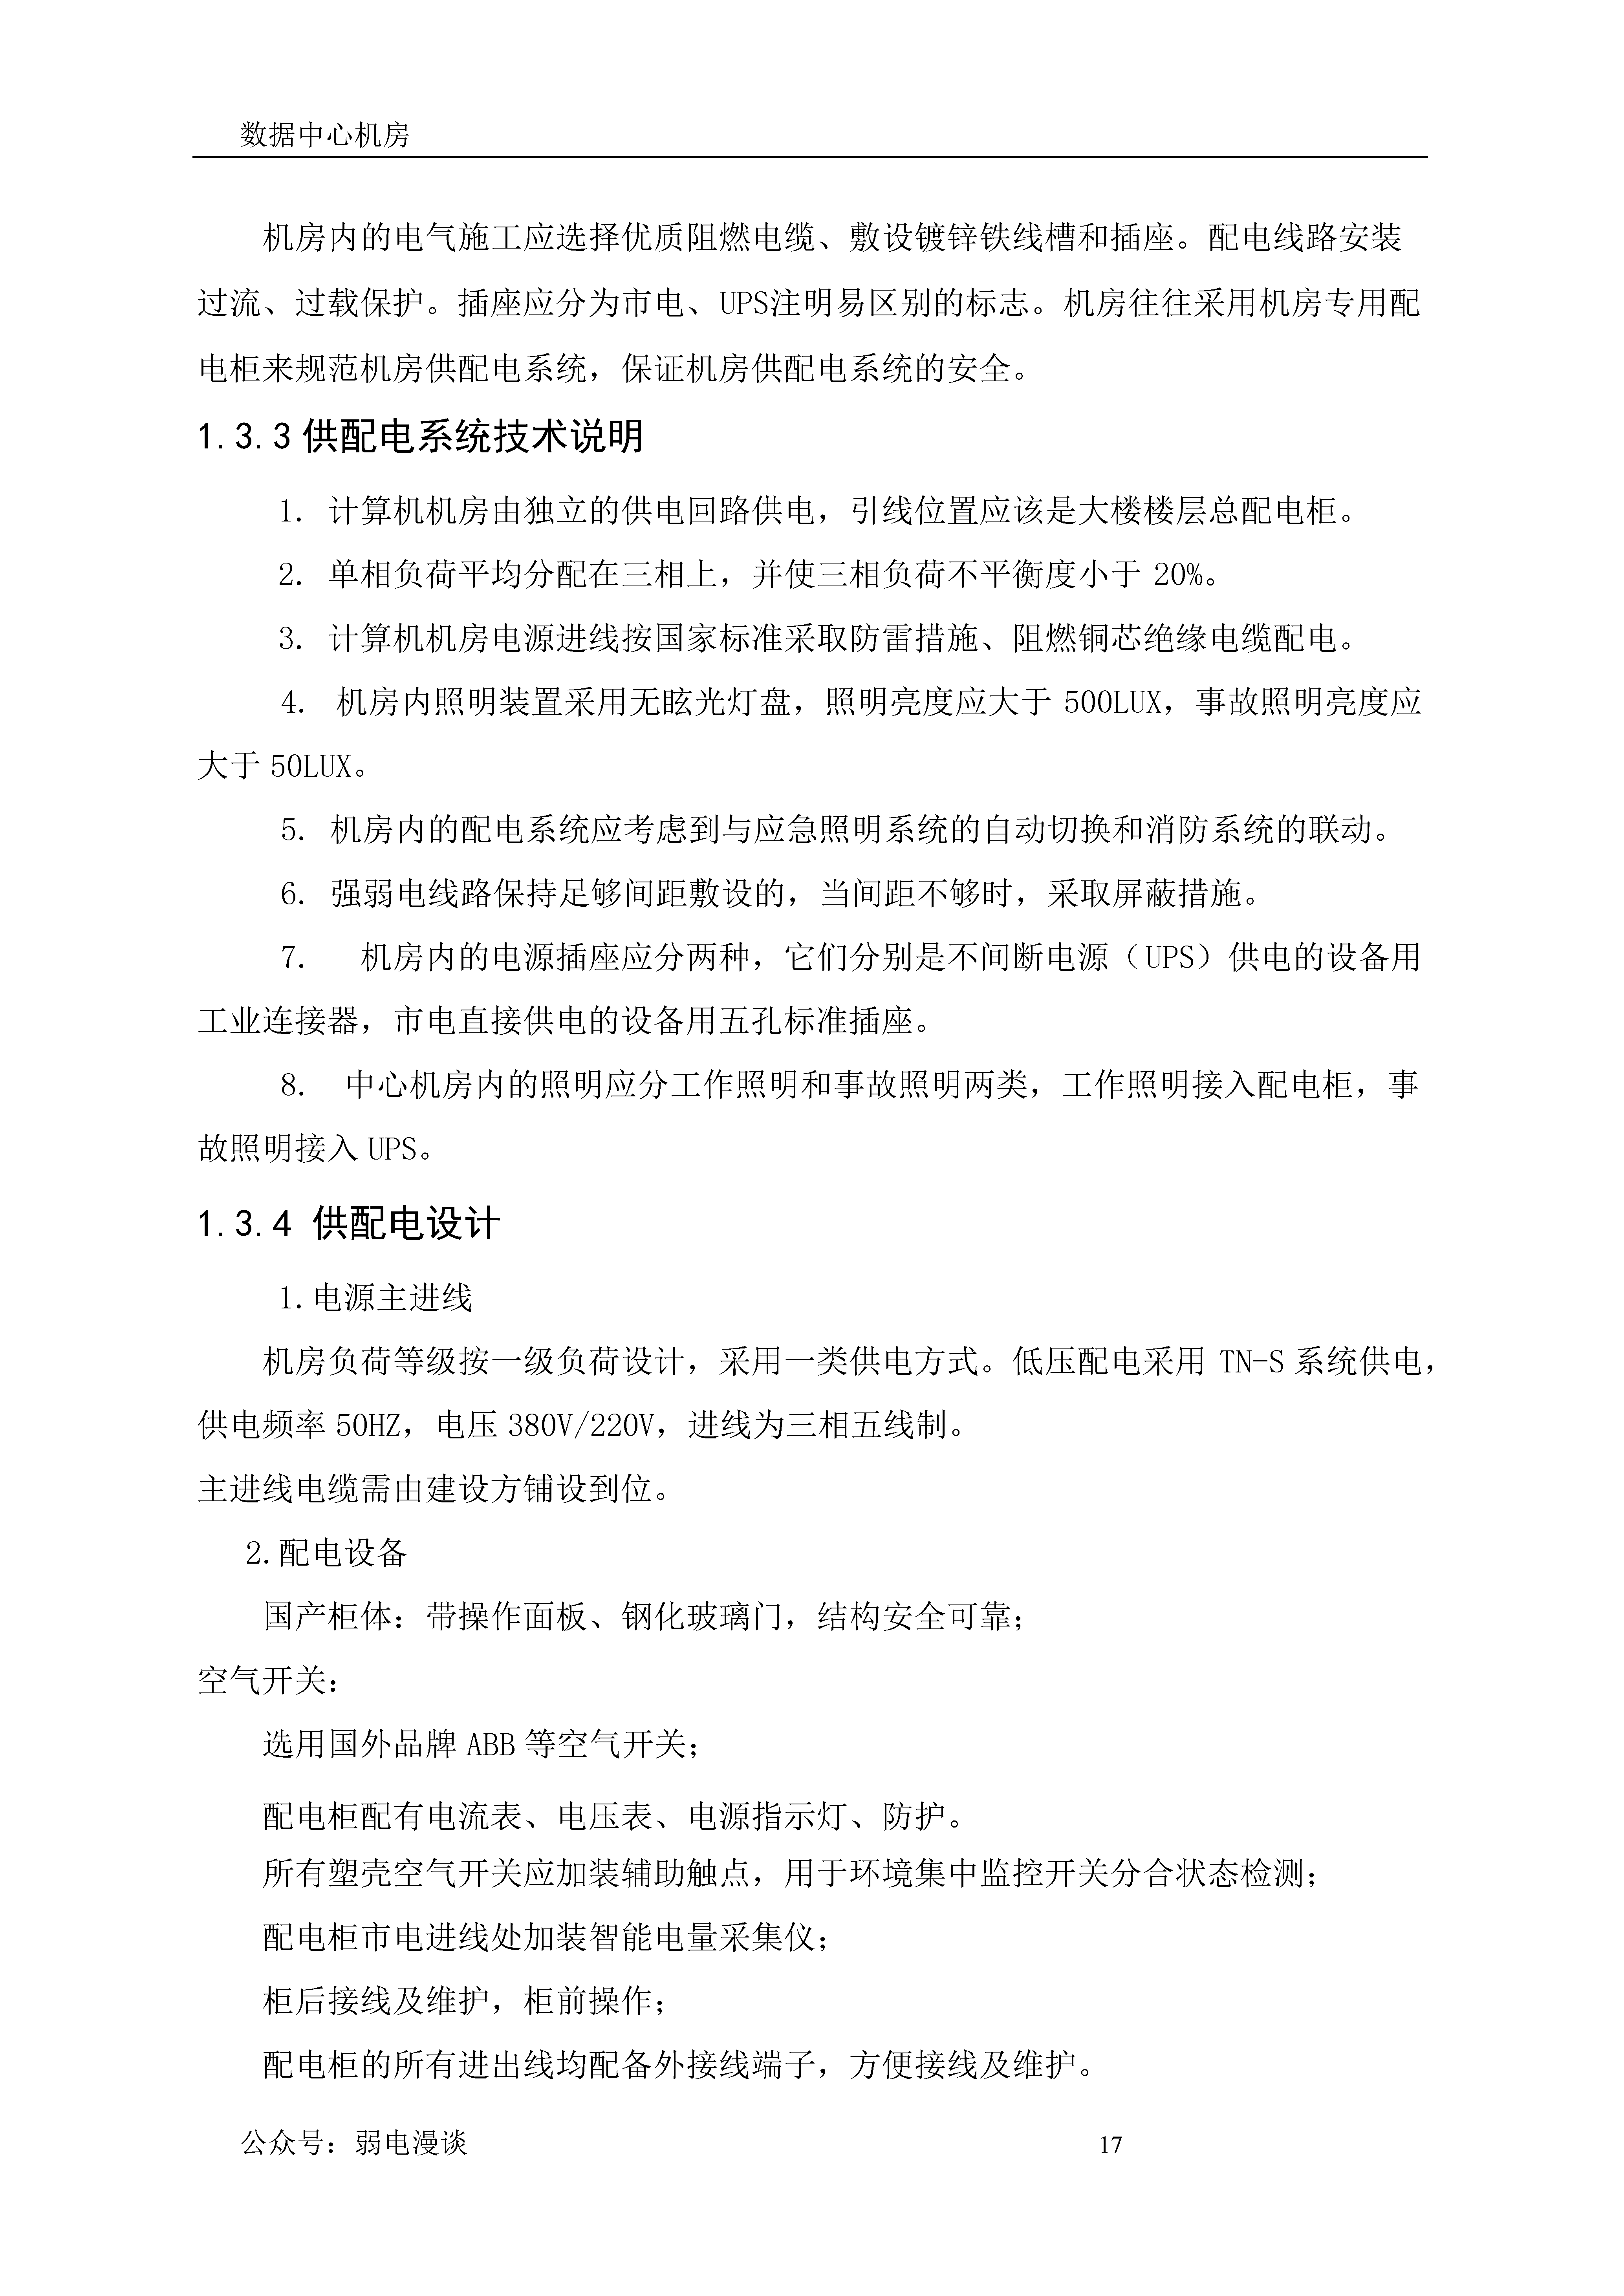 数据中心机房
机房内的电气施工应选择优质阻燃电缆、敷设镀锌铁线槽和插座。配电线路安装
过流、过载保护。插座应分为市电、UPS注明易区别的标志。机房往往采用机房专用配
电柜来规范机房供配电系统，保证机房供配电系统的安全。
1.3.3供配电系统技术说明
1. 计算机机房由独立的供电回路供电，引线位置应该是大楼楼层总配电柜。
2. 单相负荷平均分配在三相上，并使三相负荷不平衡度小于 20%。
3. 计算机机房电源进线按国家标准采取防雷措施、阻燃铜芯绝缘电缆配电。
4. 机房内照明装置采用无眩光灯盘，照明亮度应大于 500LUX，事故照明亮度应
大于 50LUX。
5. 机房内的配电系统应考虑到与应急照明系统的自动切换和消防系统的联动。
6. 强弱电线路保持足够间距敷设的，当间距不够时，采取屏蔽措施。
7. 机房内的电源插座应分两种，它们分别是不间断电源（UPS）供电的设备用
工业连接器，市电直接供电的设备用五孔标准插座。
8. 中心机房内的照明应分工作照明和事故照明两类，工作照明接入配电柜，事
故照明接入 UPS。
1.3.4 供配电设计
1.电源主进线
机房负荷等级按一级负荷设计，采用一类供电方式。低压配电采用 TN-S 系统供电，
供电频率 50HZ，电压 380V/220V，进线为三相五线制。
主进线电缆需由建设方铺设到位。
2.配电设备
国产柜体：带操作面板、钢化玻璃门，结构安全可靠；
空气开关：
选用国外品牌 ABB 等空气开关；
配电柜配有电流表、电压表、电源指示灯、防护。
所有塑壳空气开关应加装辅助触点，用于环境集中监控开关分合状态检测；
配电柜市电进线处加装智能电量采集仪；
柜后接线及维护，柜前操作；
配电柜的所有进出线均配备外接线端子，方便接线及维护。
公众号：弱电漫谈 17